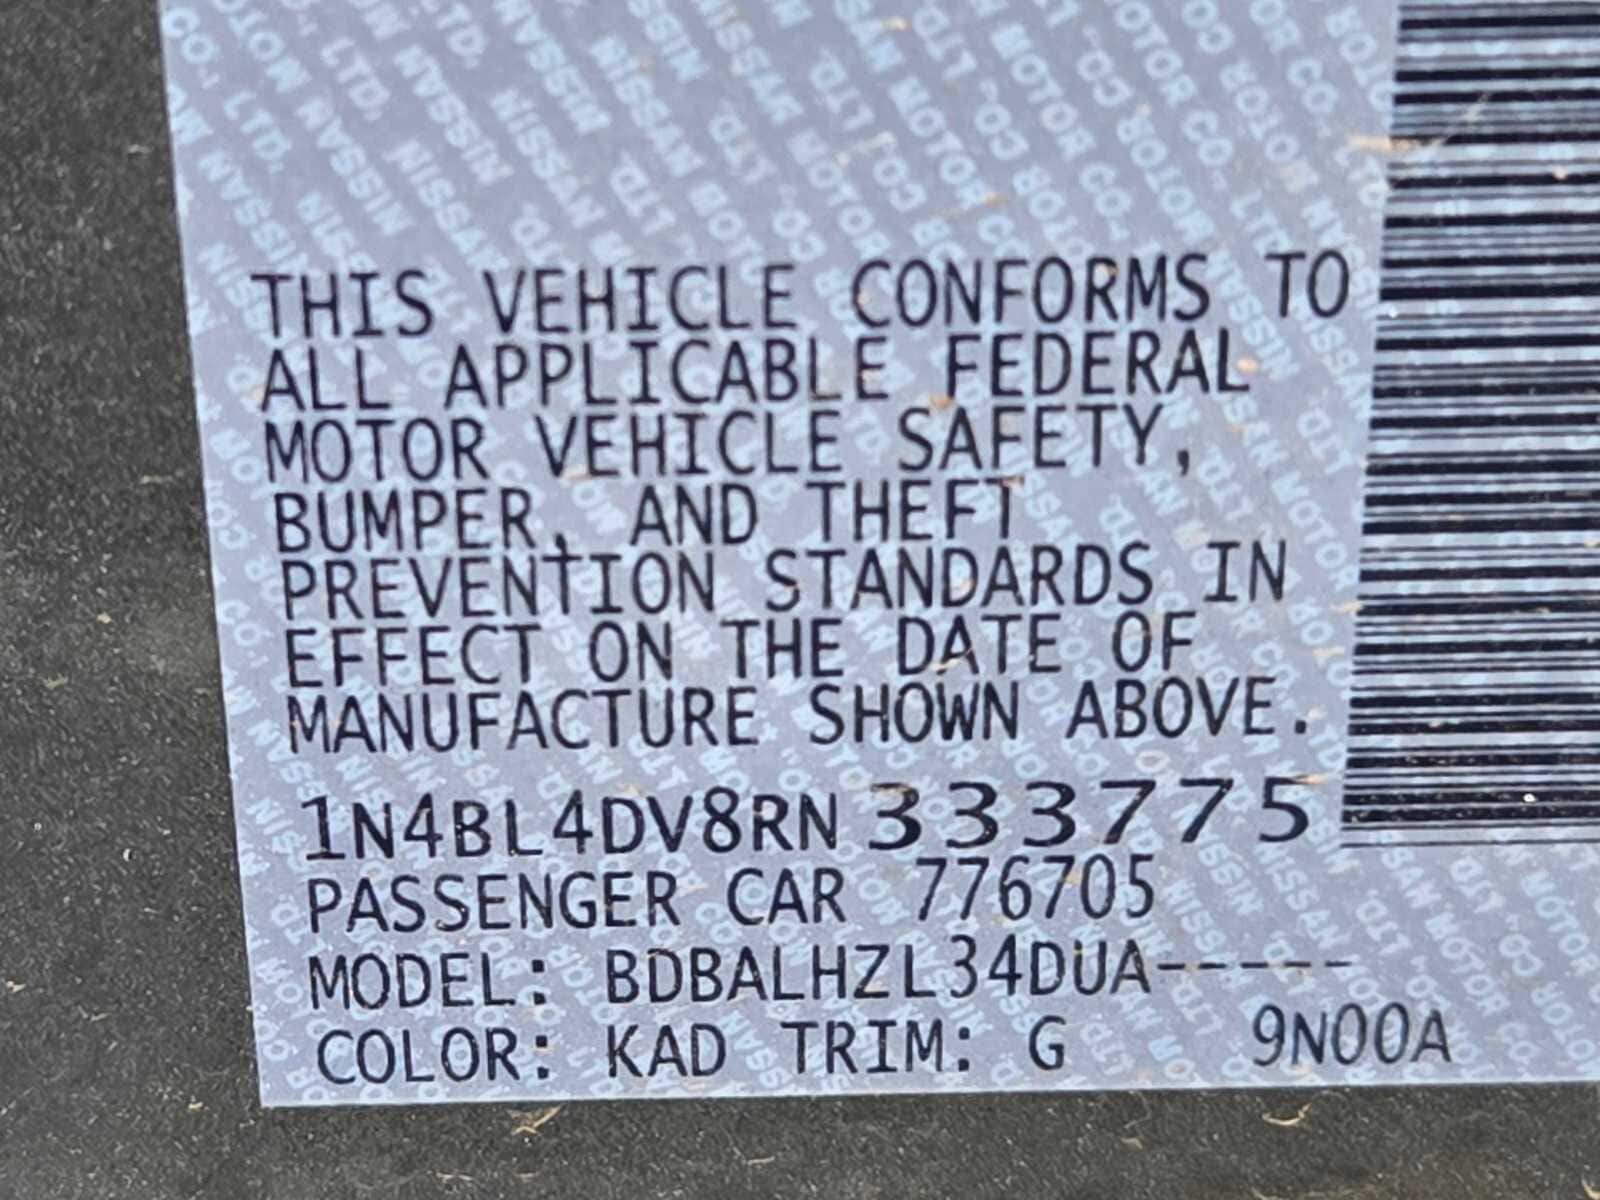 THIS VEHICLE CONFORMS TO
ALL APPLICABLE FEDERAL
MOTOR VEHICLE SAFETY,
BUMPER, AND THEFT
PREVENTION STANDARDS IN
EFFECT ON THE DATE OF
MANUFACTURE SHOWN ABOVE.
1N4BL4DV8RN333775
PASSENGER CAR 776705
MODEL: BDBALHZL34DUA-----
COLOR: KAD TRIM: G 9N00A